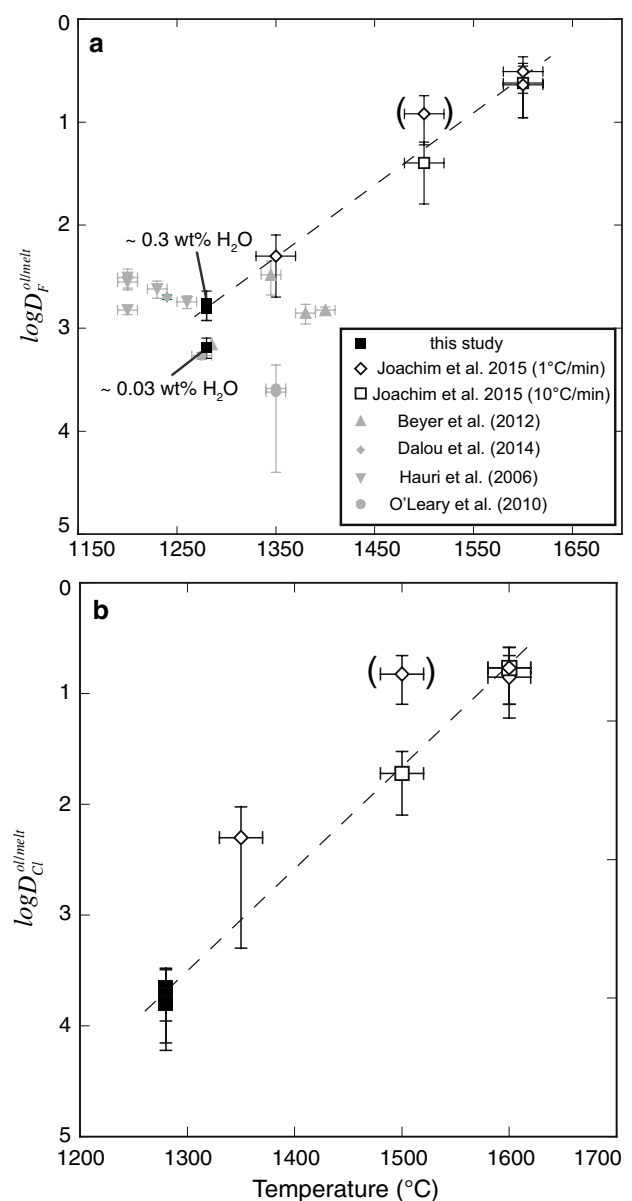 a
0
1
2
3
4
5
logD_F^{ol/melt}
~ 0.3 wt% H₂O
~ 0.03 wt% H₂O
( )
this study
Joachim et al. 2015 (1°C/min)
Joachim et al. 2015 (10°C/min)
Beyer et al. (2012)
Dalou et al. (2014)
Hauri et al. (2006)
O'Leary et al. (2010)
1150 1250 1350 1450 1550 1650
b
0
1
2
3
4
5
logD_{Cl}^{ol/melt}
( )
1200 1300 1400 1500 1600 1700
Temperature (°C)